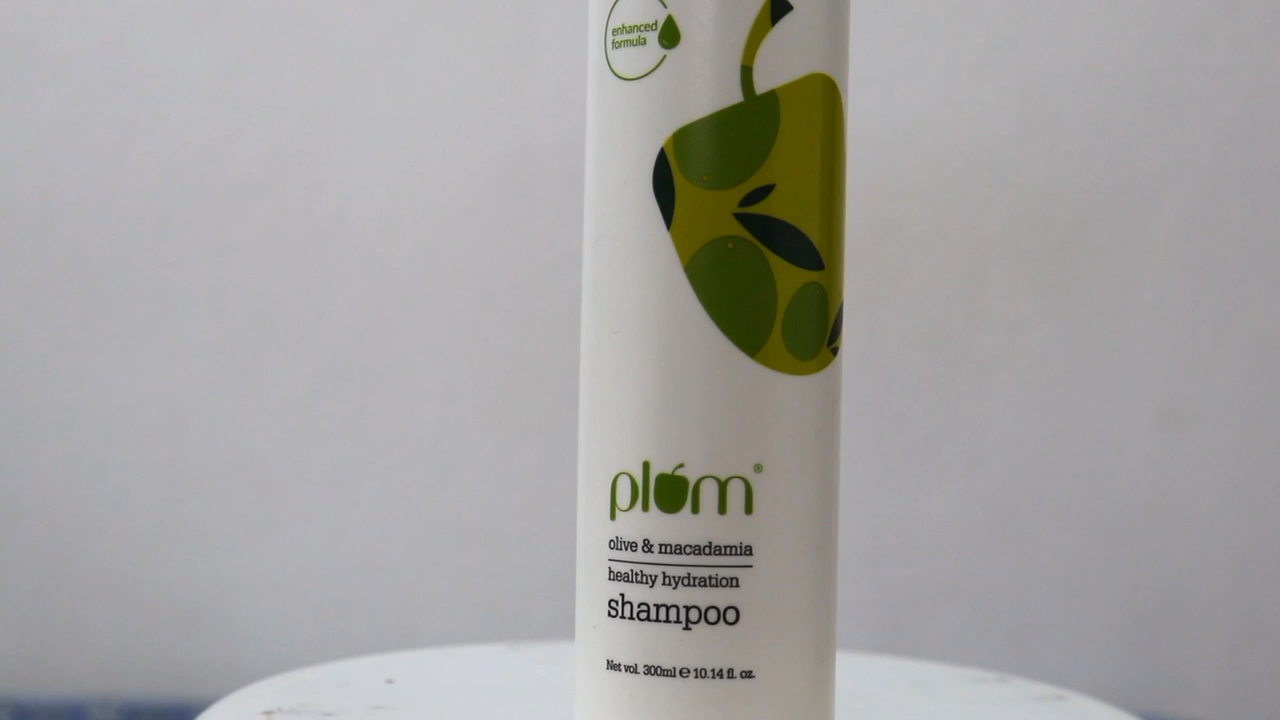 enhanced
formula
plum®
olive & macadamia
healthy hydration
shampoo
Net vol. 300ml ℮ 10.14 fl. oz.